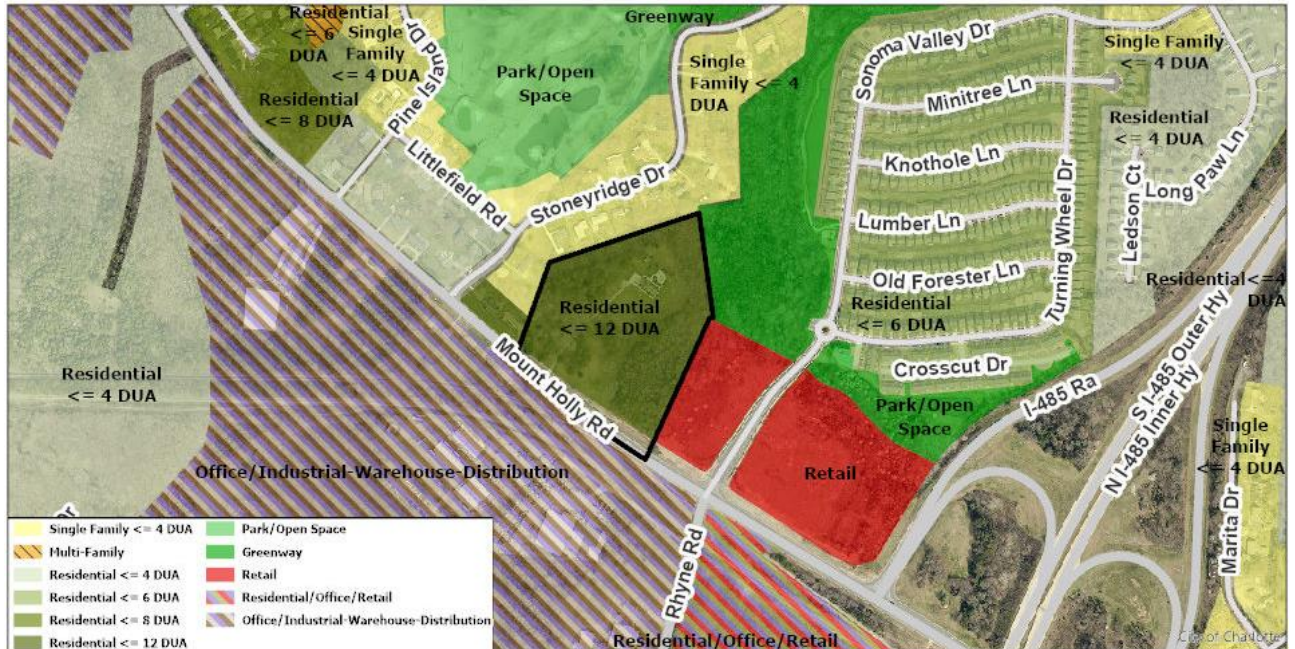 Residential
<= 6
DUA
Single
Family
<= 4
DUA
Pine Island Dr
Greenway
Single
Family <= 4
DUA
Park/Open
Space
Sonoma Valley Dr
Minitree Ln
Knothole Ln
Lumber Ln
Old Forester Ln
Turning Wheel Dr
Single Family
<= 4 DUA
Residential
<= 4 DUA
Ledson Ct
Long Paw Ln
Residential
<= 8 DUA
Littlefield Rd
Stoneyridge Dr
Residential
<= 12 DUA
Residential
<= 6 DUA
Residential <=4
DUA
Crosscut Dr
Mount Holly Rd
Park/Open
Space
I-485 Ra
S I-485 Outer Hy
N I-485 Inner Hy
Residential
<= 4 DUA
Office/Industrial-Warehouse-Distribution
Retail
Single
Family
<= 4 DUA
Marita Dr
Rhyne Rd
Residential/Office/Retail
Single Family <= 4 DUA
Multi-Family
Residential <= 4 DUA
Residential <= 6 DUA
Residential <= 8 DUA
Residential <= 12 DUA
Park/Open Space
Greenway
Retail
Residential/Office/Retail
Office/Industrial-Warehouse-Distribution
City of Charlotte